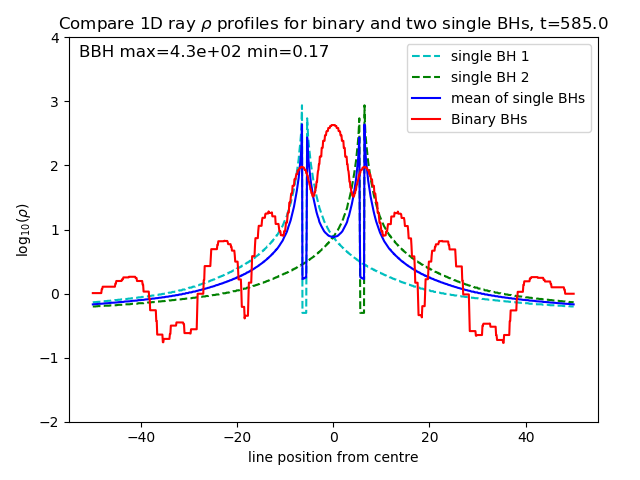 Compare 1D ray ρ profiles for binary and two single BHs, t=585.0
BBH max=4.3e+02 min=0.17
single BH 1
single BH 2
mean of single BHs
Binary BHs
4
3
2
1
0
−1
−2
log₁₀(ρ)
−40 −20 0 20 40
line position from centre